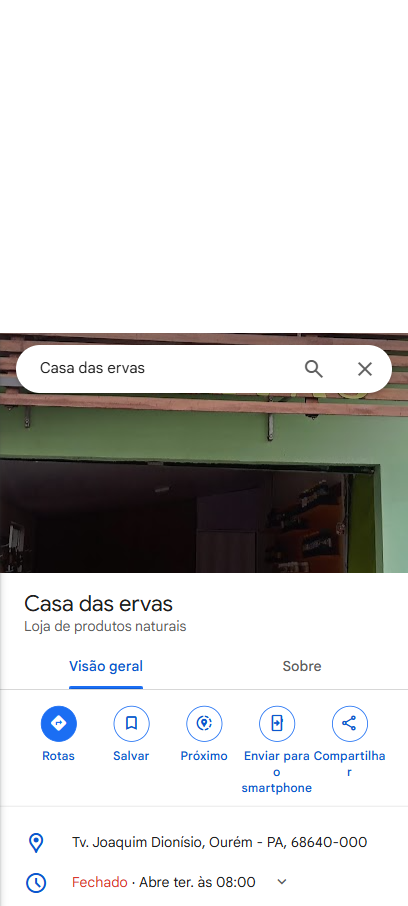 Casa das ervas
Casa das ervas
Loja de produtos naturais
Visão geral
Sobre
Rotas
Salvar
Próximo
Enviar para
o
smartphone
Compartilha
r
Tv. Joaquim Dionísio, Ourém - PA, 68640-000
Fechado · Abre ter. às 08:00